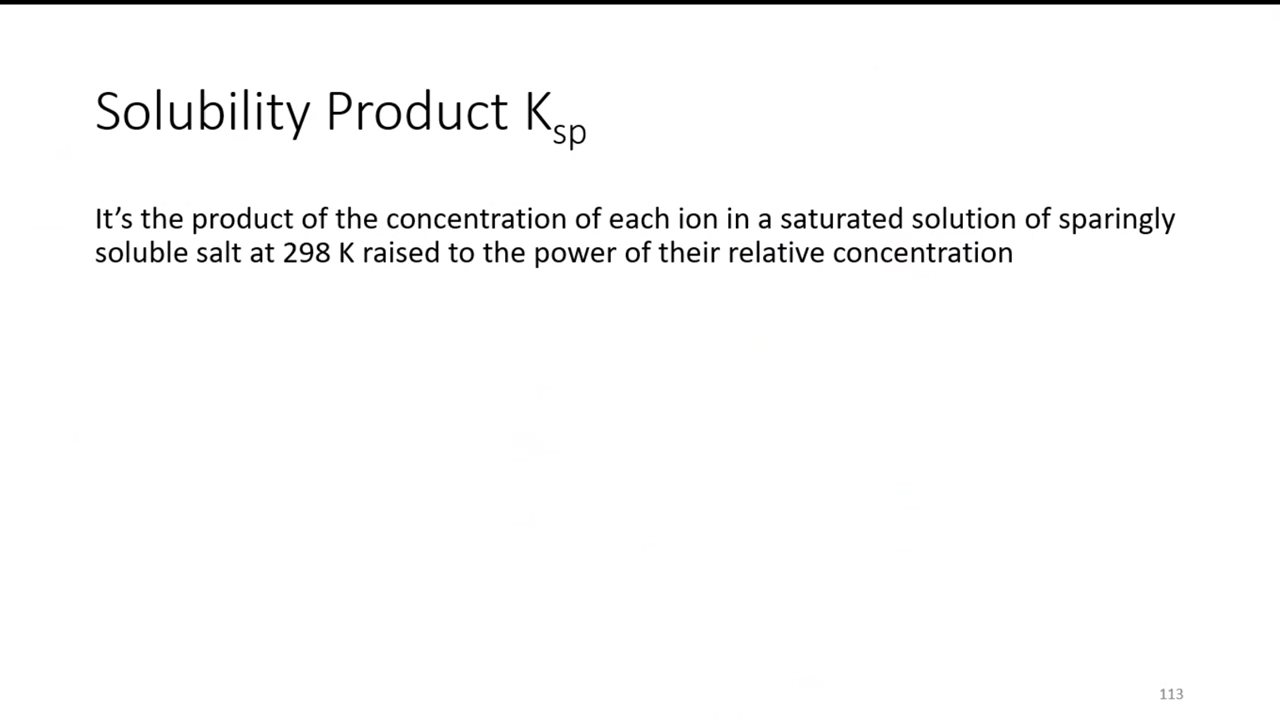 Solubility Product Ksp
It's the product of the concentration of each ion in a saturated solution of sparingly
soluble salt at 298 K raised to the power of their relative concentration
113